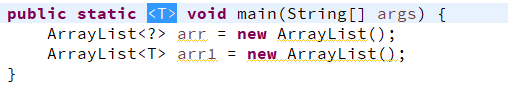 public static <T> void main(String[] args) {
    ArrayList<?> arr = new ArrayList();
    ArrayList<T> arr1 = new ArrayList();
}